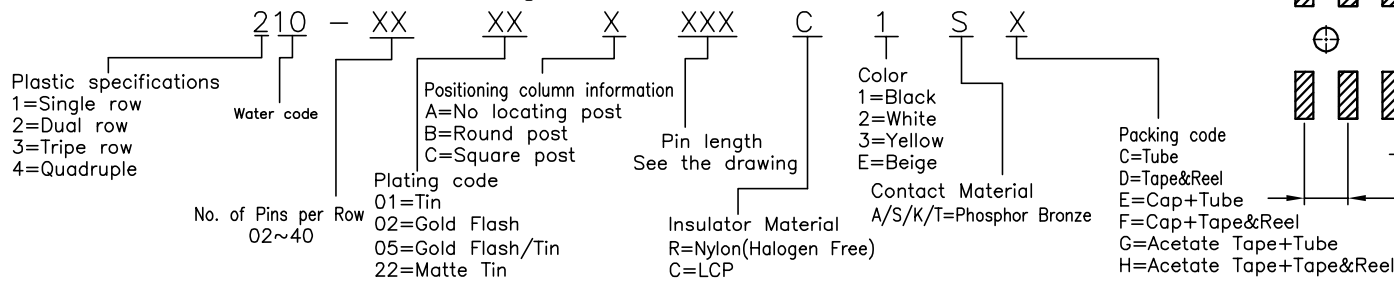 210 - XX XX X XXX C 1 S X
Plastic specifications
1=Single row
2=Dual row
3=Tripe row
4=Quadruple
Water code
No. of Pins per Row
02~40
Plating code
01=Tin
02=Gold Flash
05=Gold Flash/Tin
22=Matte Tin
Positioning column information
A=No locating post
B=Round post
C=Square post
Pin length
See the drawing
Insulator Material
R=Nylon(Halogen Free)
C=LCP
Color
1=Black
2=White
3=Yellow
E=Beige
Contact Material
A/S/K/T=Phosphor Bronze
Packing code
C=Tube
D=Tape&Reel
E=Cap+Tube
F=Cap+Tape&Reel
G=Acetate Tape+Tube
H=Acetate Tape+Tape&Reel